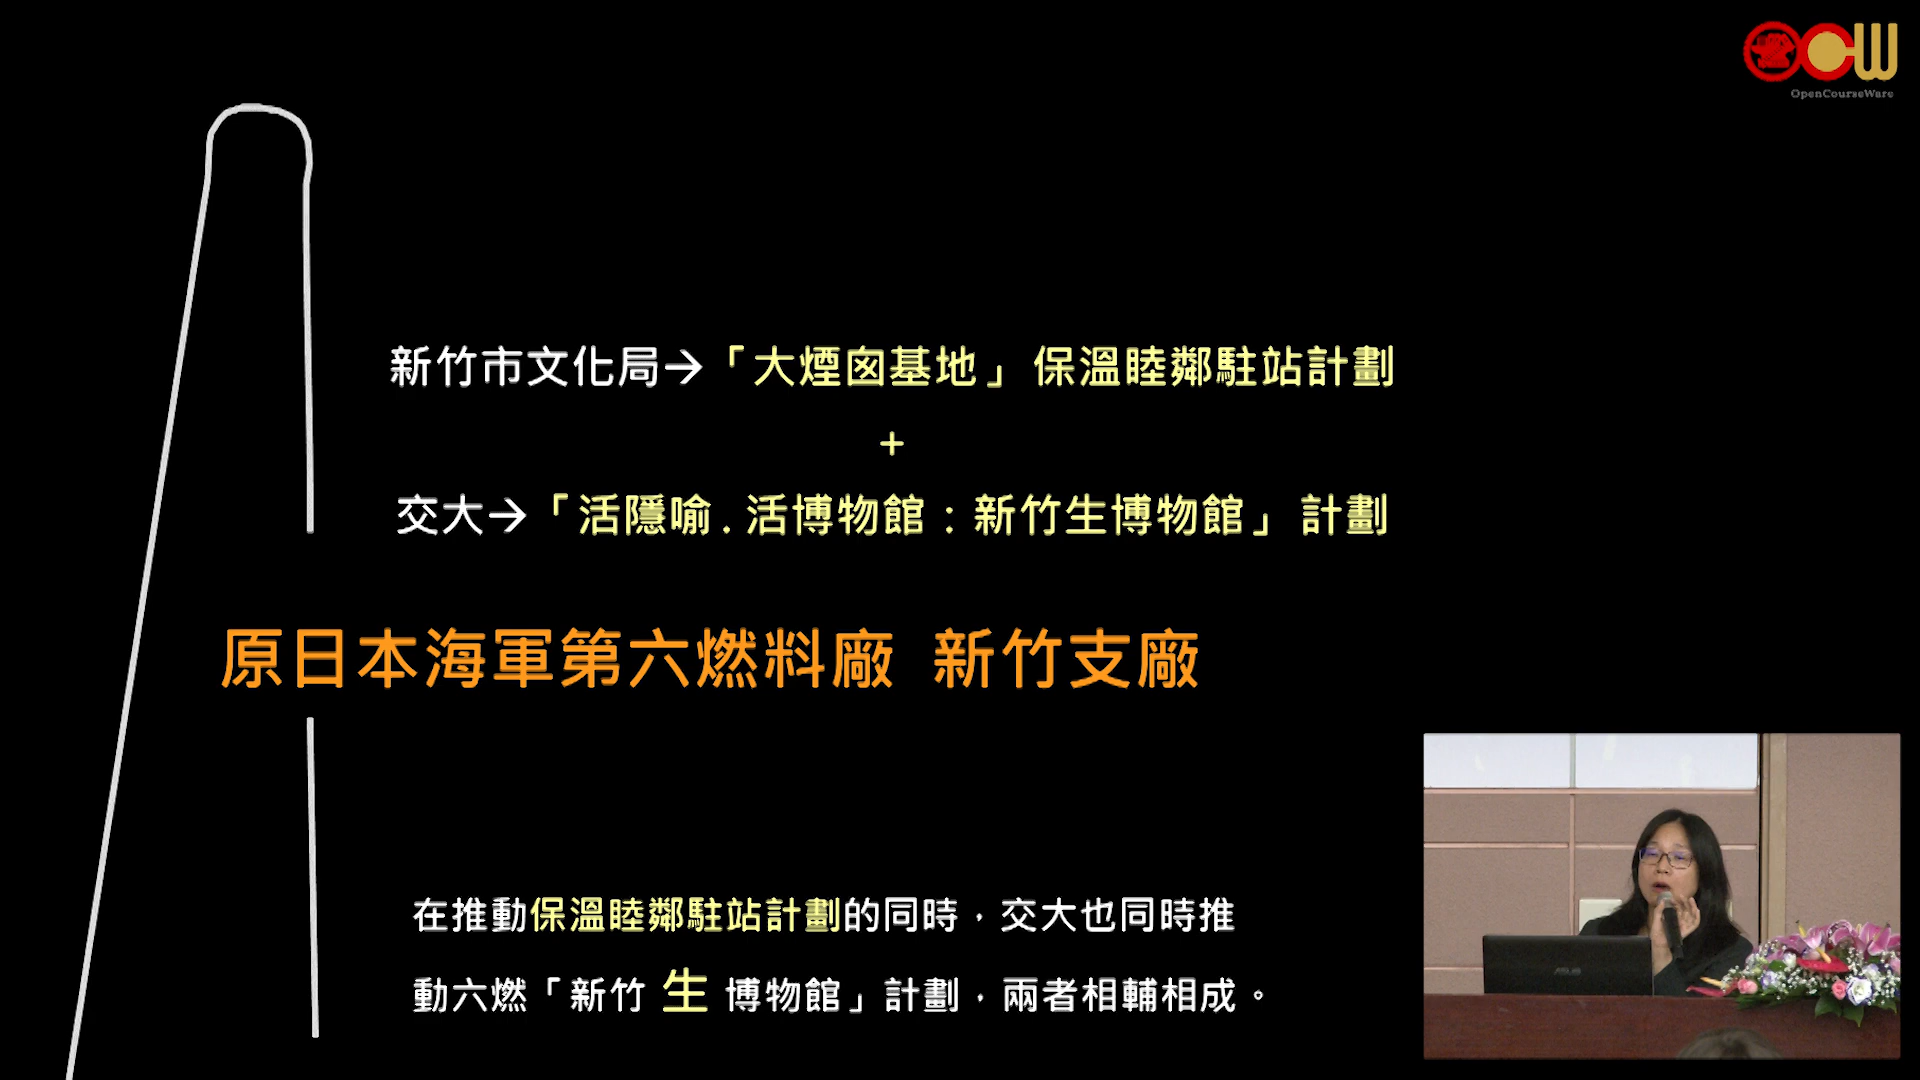 OCW
OpenCourseWare
新竹市文化局→「大煙囪基地」保溫睦鄰駐站計劃
+
交大→「活隱喻.活博物館：新竹生博物館」計劃
原日本海軍第六燃料廠 新竹支廠
在推動保溫睦鄰駐站計劃的同時，交大也同時推
動六燃「新竹 生 博物館」計劃，兩者相輔相成。
ASUS